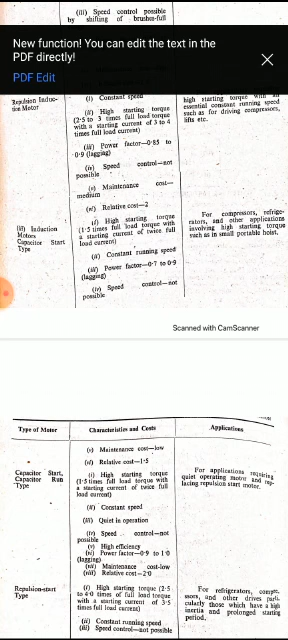 (iii) Speed control possible
by shifting of brushes-full
New function! You can edit the text in the
PDF directly!
PDF Edit
Repulsion Induc-
tion Motor
(i) Constant speed
(ii) High starting torque
(2·5 to 3 times full load torque
with a starting current of 3 to 4
times full load current)
(iii) Power factor—0·85 to
0·9 (lagging)
(iv) Speed control—not
possible
(v) Maintenance cost—
medium
(vi) Relative cost—2
high starting torque with an
essential constant running speed
such as for driving compressors,
lifts etc.
(iii) Induction
Motors
Capacitor Start
Type
(i) High starting torque
(1·5 times full load torque with
a starting current of twice full
load current)
(ii) Constant running speed
(iii) Power factor—0·7 to 0·9
(lagging)
(iv) Speed control—not
possible
For compressors, refrige-
rators, and other applications
involving high starting torque
such as in small portable hoist.
Scanned with CamScanner
Type of Motor
Characteristics and Costs
Applications
(v) Maintenance cost—low
(vi) Relative cost—1·5
Capacitor Start,
Capacitor Run
Type
(i) High starting torque
(1·5 times full load torque with
a starting current of twice full
load current)
(ii) Constant speed
(iii) Quiet in operation
(iv) Speed control—not
possible
(v) High efficiency
(vi) Power factor—0·9 to 1·0
(lagging)
(vii) Maintenance cost-low
(viii) Relative cost—2·0
For applications requiring
quiet operating motor and rep-
lacing repulsion start motor.
Repulsion-start
Type
(i) High starting torque (2·5
to 4·0 times of full load torque
with a starting current of 3·5
times full load current)
(ii) Constant running speed
(iii) Speed control—not possible
For refrigerators, compres-
sors, and other drives parti-
cularly those which have a high
inertia and prolonged starting
period.